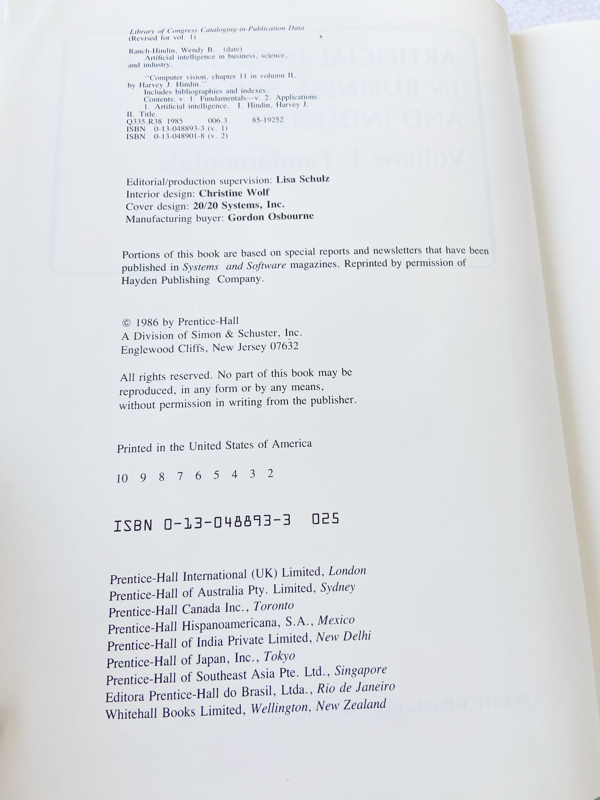 Library of Congress Cataloging-in-Publication Data
(Revised for vol. 1)
Rauch-Hindin, Wendy B. (date)
Artificial intelligence in business, science,
and industry.
"Computer vision, chapter 11 in volumn II,
by Harvey J. Hindin."
Includes bibliographies and indexes.
Contents: v. 1. Fundamentals—v. 2. Applications.
1. Artificial intelligence. I. Hindin, Harvey J.
II. Title.
Q335.R38 1985 006.3 85-19252
ISBN 0-13-048893-3 (v. 1)
ISBN 0-13-048901-8 (v. 2)
Editorial/production supervision: Lisa Schulz
Interior design: Christine Wolf
Cover design: 20/20 Systems, Inc.
Manufacturing buyer: Gordon Osbourne
Portions of this book are based on special reports and newsletters that have been
published in Systems and Software magazines. Reprinted by permission of
Hayden Publishing Company.
© 1986 by Prentice-Hall
A Division of Simon & Schuster, Inc.
Englewood Cliffs, New Jersey 07632
All rights reserved. No part of this book may be
reproduced, in any form or by any means,
without permission in writing from the publisher.
Printed in the United States of America
10 9 8 7 6 5 4 3 2
ISBN 0-13-048893-3 025
Prentice-Hall International (UK) Limited, London
Prentice-Hall of Australia Pty. Limited, Sydney
Prentice-Hall Canada Inc., Toronto
Prentice-Hall Hispanoamericana, S.A., Mexico
Prentice-Hall of India Private Limited, New Delhi
Prentice-Hall of Japan, Inc., Tokyo
Prentice-Hall of Southeast Asia Pte. Ltd., Singapore
Editora Prentice-Hall do Brasil, Ltda., Rio de Janeiro
Whitehall Books Limited, Wellington, New Zealand